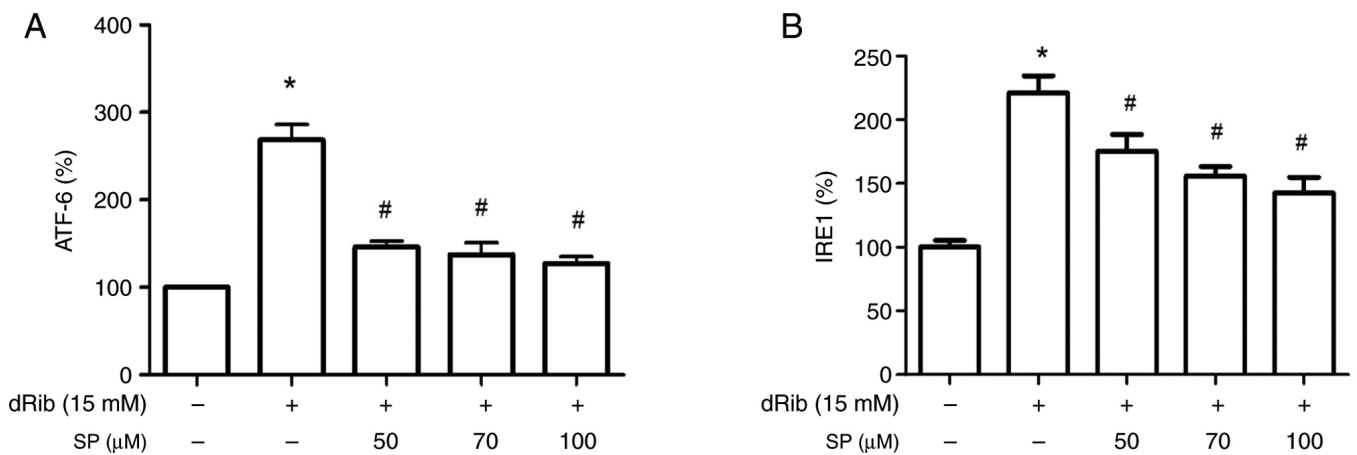 A
400
300
200
100
0
ATF-6 (%)
*
#
#
#
dRib (15 mM) – + + + +
SP (μM) – – 50 70 100
B
250
200
150
100
50
0
IRE1 (%)
*
#
#
#
dRib (15 mM) – + + + +
SP (μM) – – 50 70 100